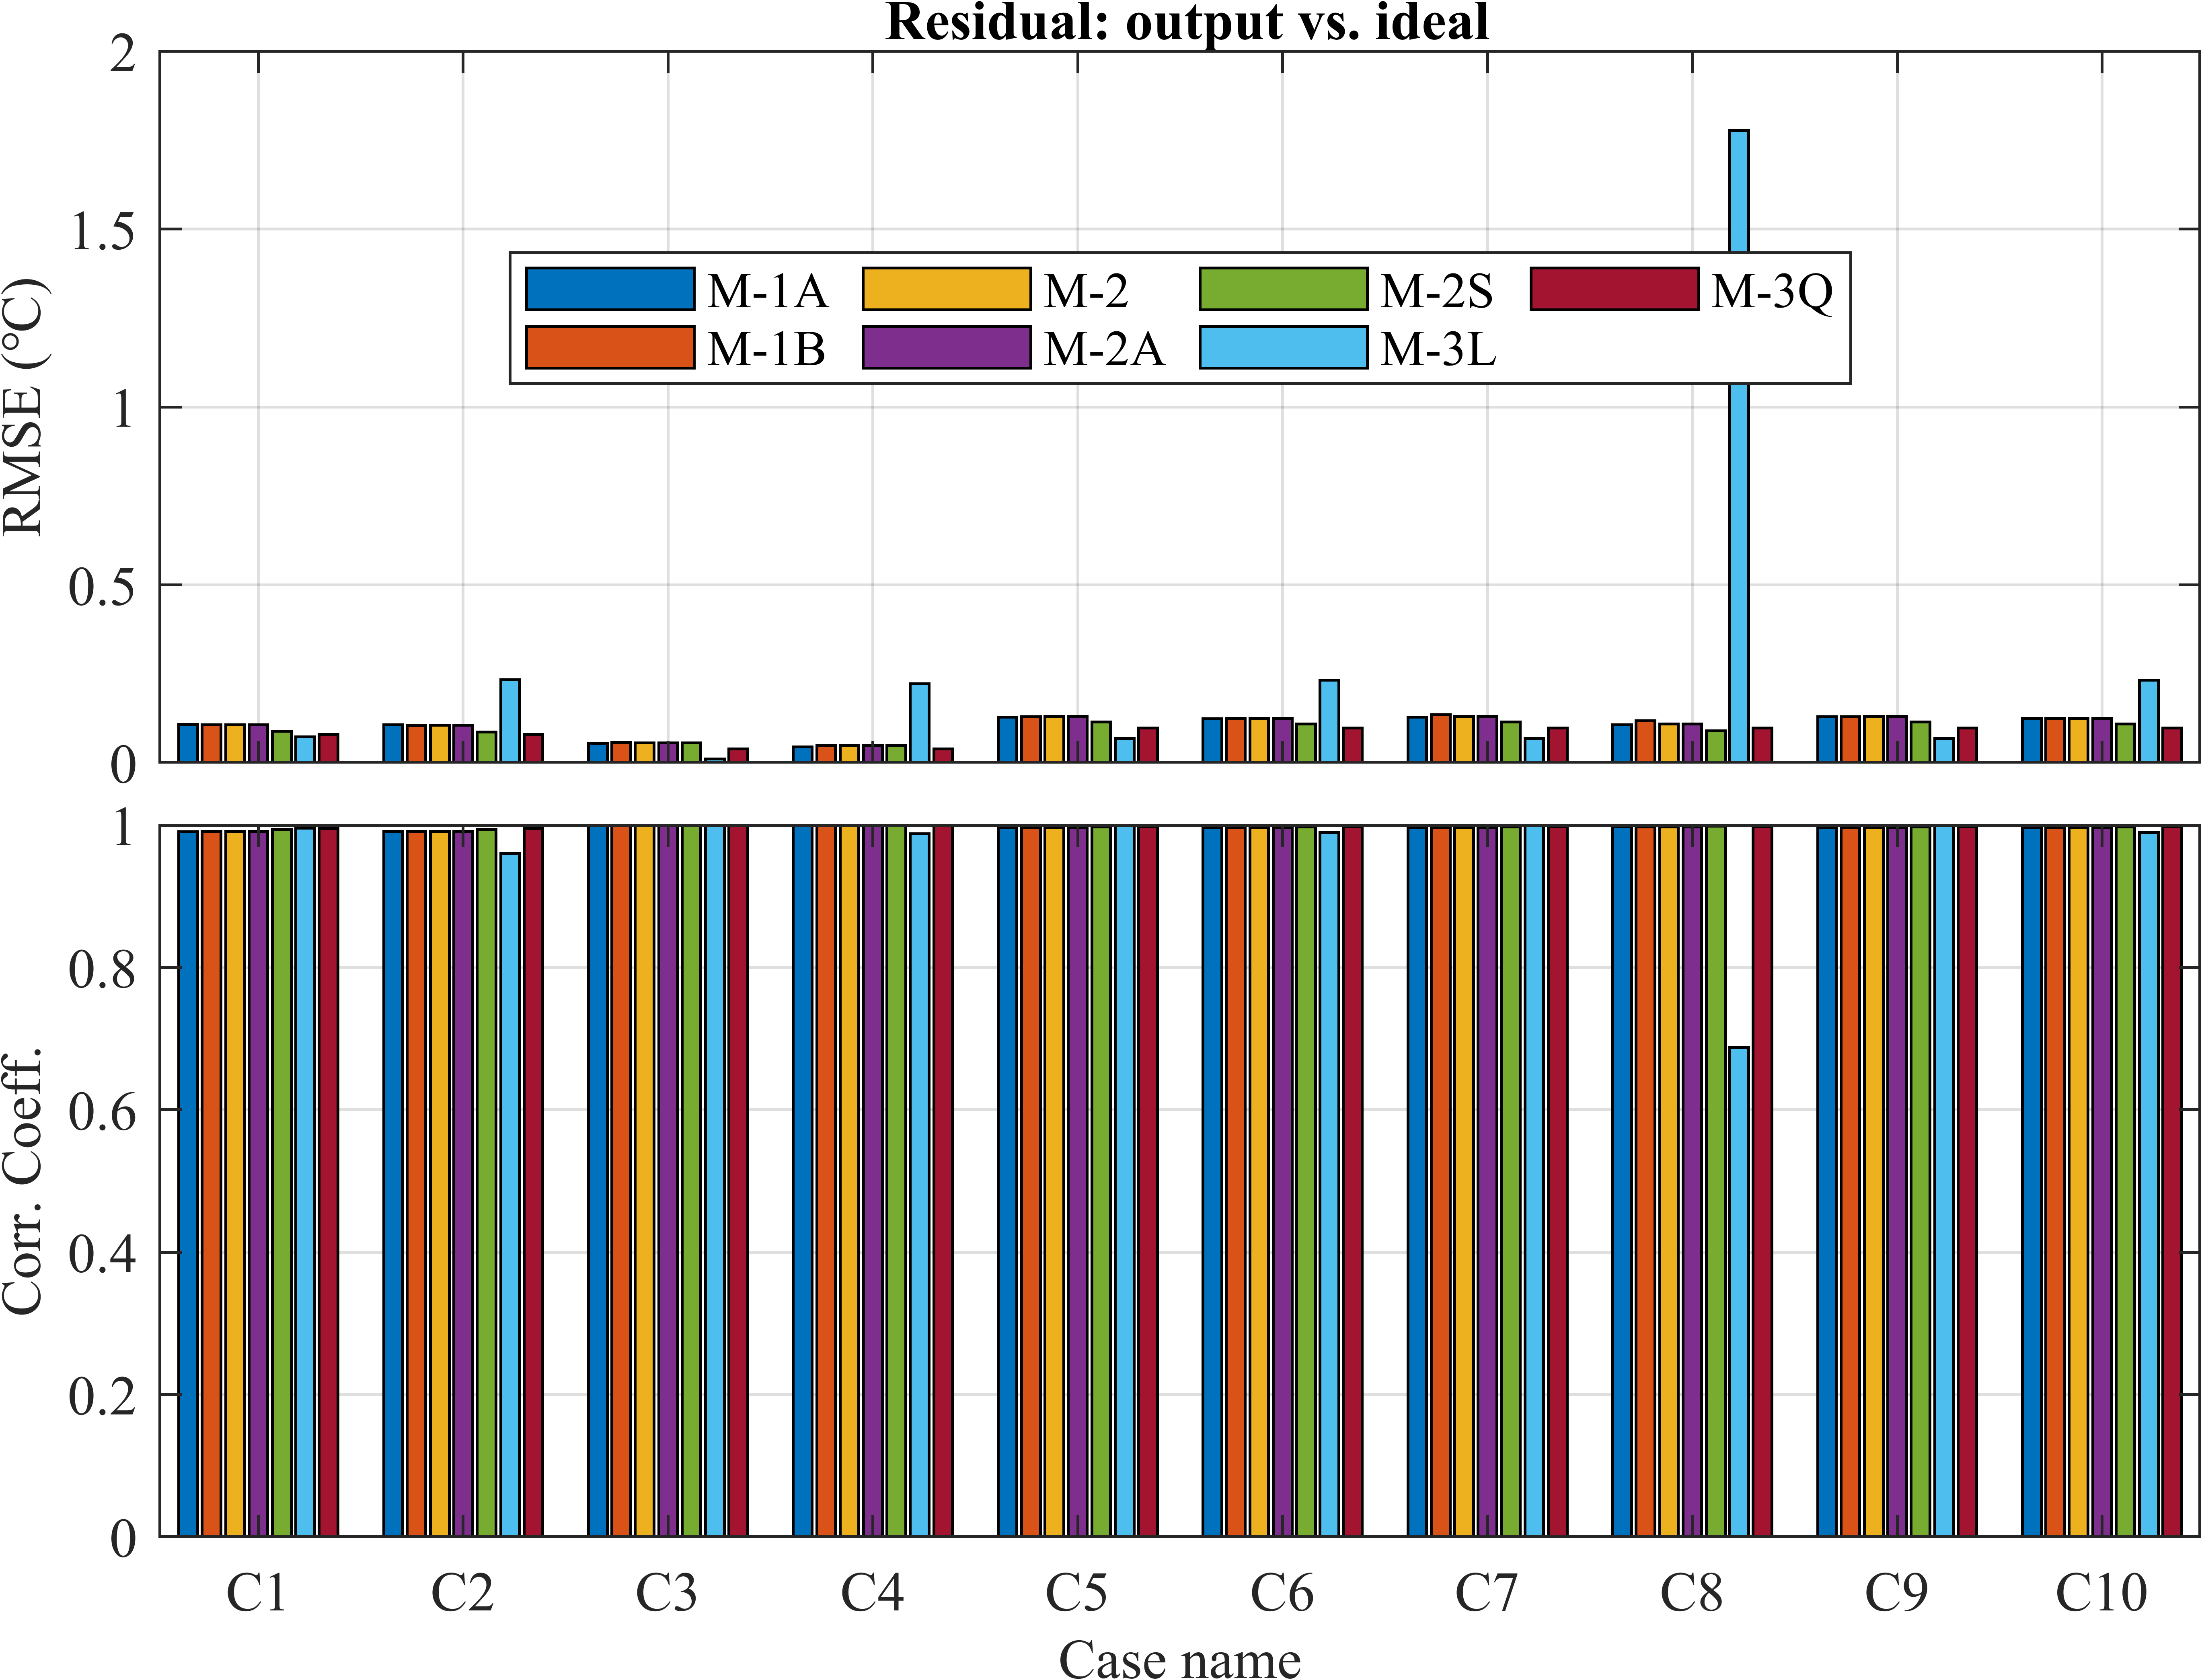 Residual: output vs. ideal
2
1.5
1
0.5
0
RMSE (°C)
M-1A M-2 M-2S M-3Q
M-1B M-2A M-3L
1
0.8
0.6
0.4
0.2
0
Corr. Coeff.
C1 C2 C3 C4 C5 C6 C7 C8 C9 C10
Case name